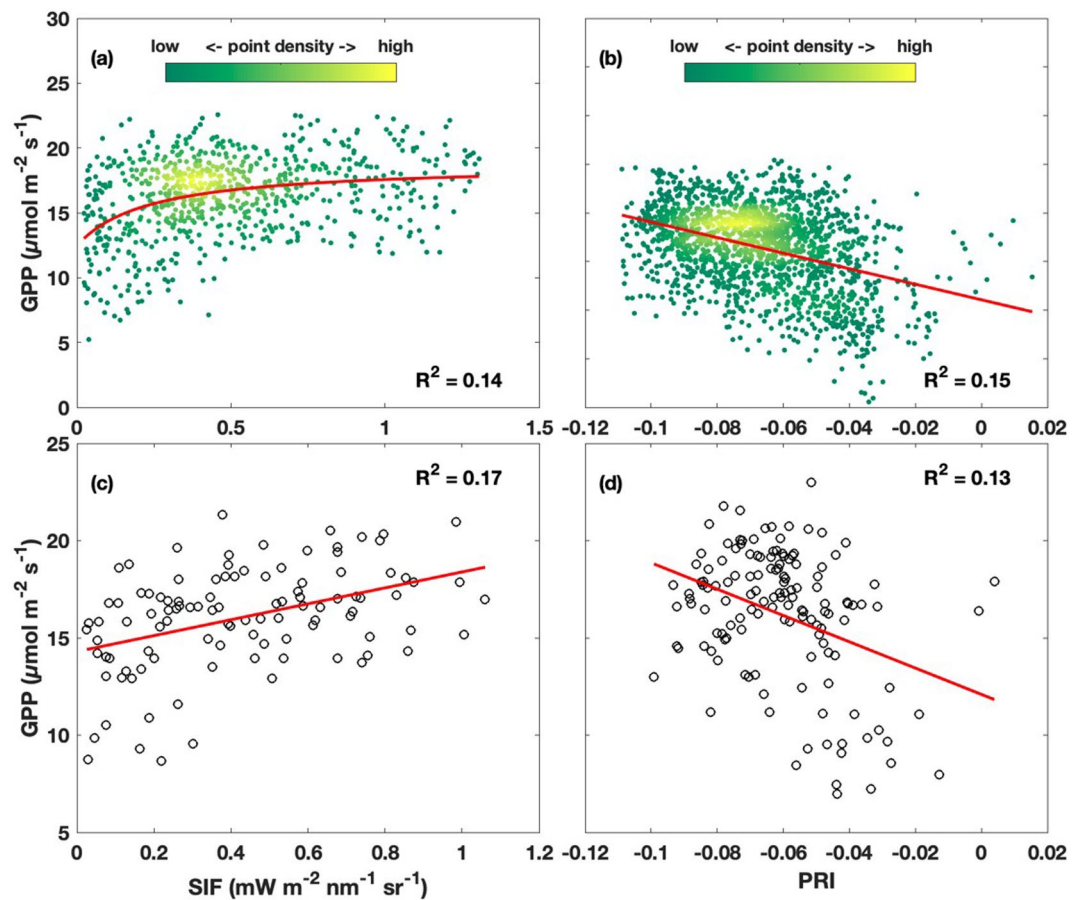 30
25
20
15
10
5
0
GPP (µmol m-2 s-1)
(a)
low <- point density -> high
R2 = 0.14
0 0.5 1 1.5
(b)
low <- point density -> high
R2 = 0.15
-0.12 -0.1 -0.08 -0.06 -0.04 -0.02 0 0.02
25
20
15
10
5
GPP (µmol m-2 s-1)
(c)
R2 = 0.17
0 0.2 0.4 0.6 0.8 1 1.2
SIF (mW m-2 nm-1 sr-1)
(d)
R2 = 0.13
-0.12 -0.1 -0.08 -0.06 -0.04 -0.02 0 0.02
PRI